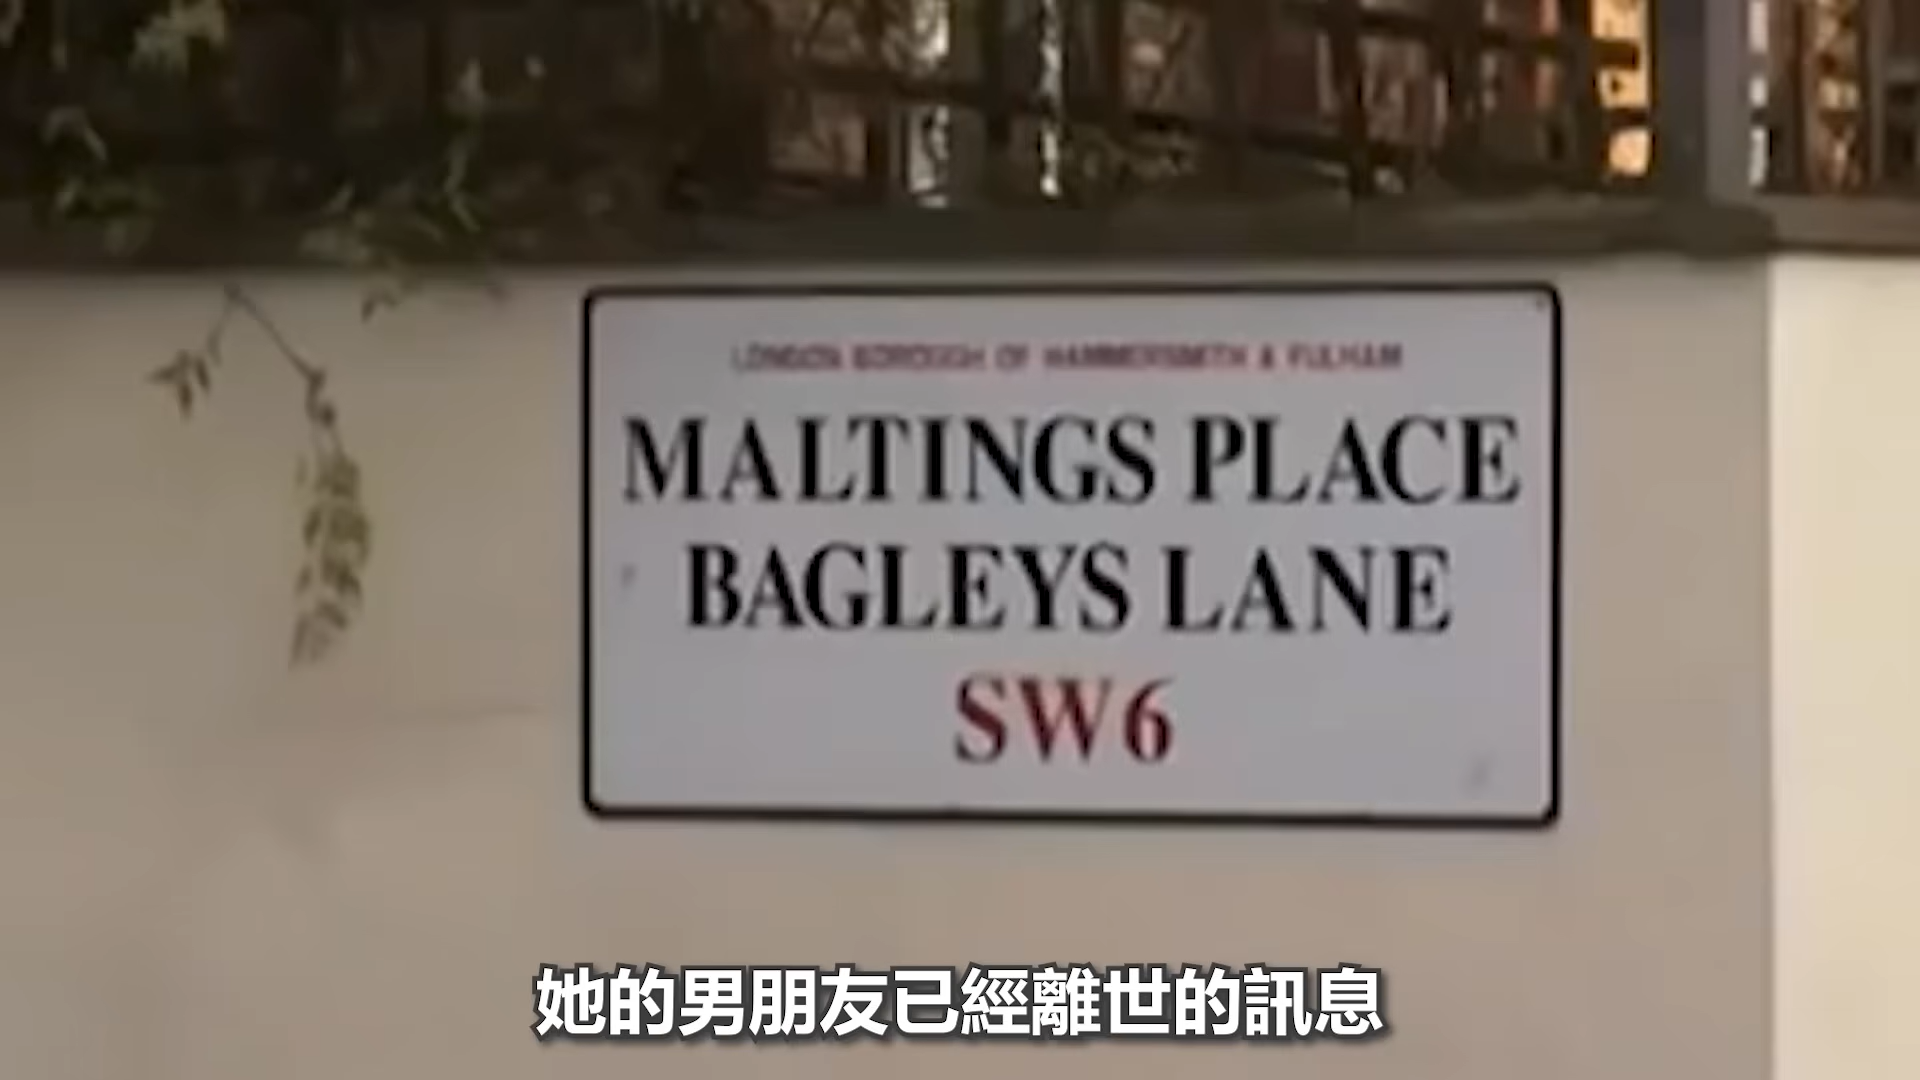 LONDON BOROUGH OF HAMMERSMITH & FULHAM
MALTINGS PLACE
BAGLEYS LANE
SW6
她的男朋友已經離世的訊息